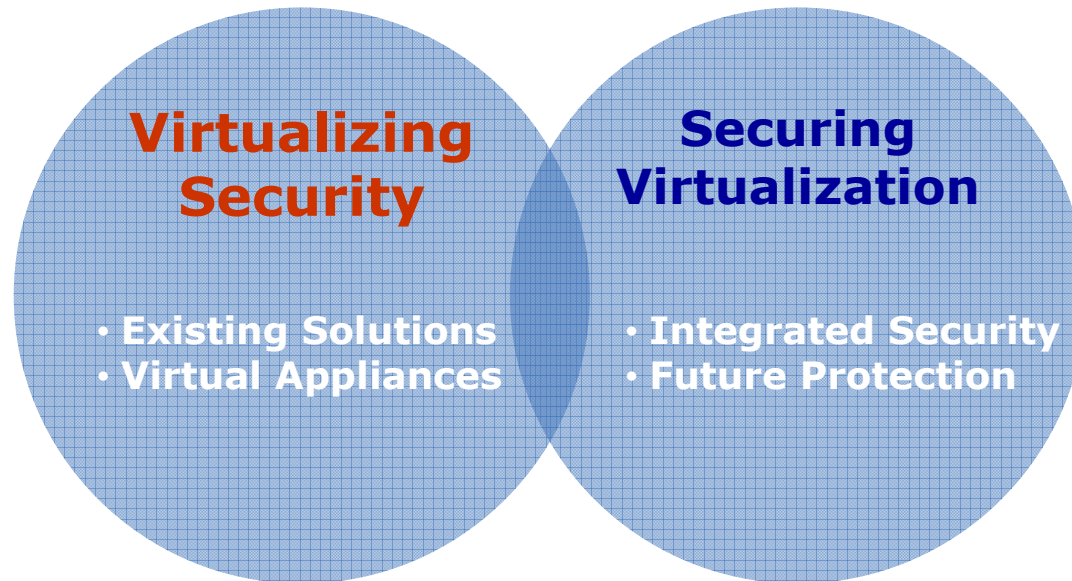 Virtualizing
Security
• Existing Solutions
• Virtual Appliances
Securing
Virtualization
• Integrated Security
• Future Protection